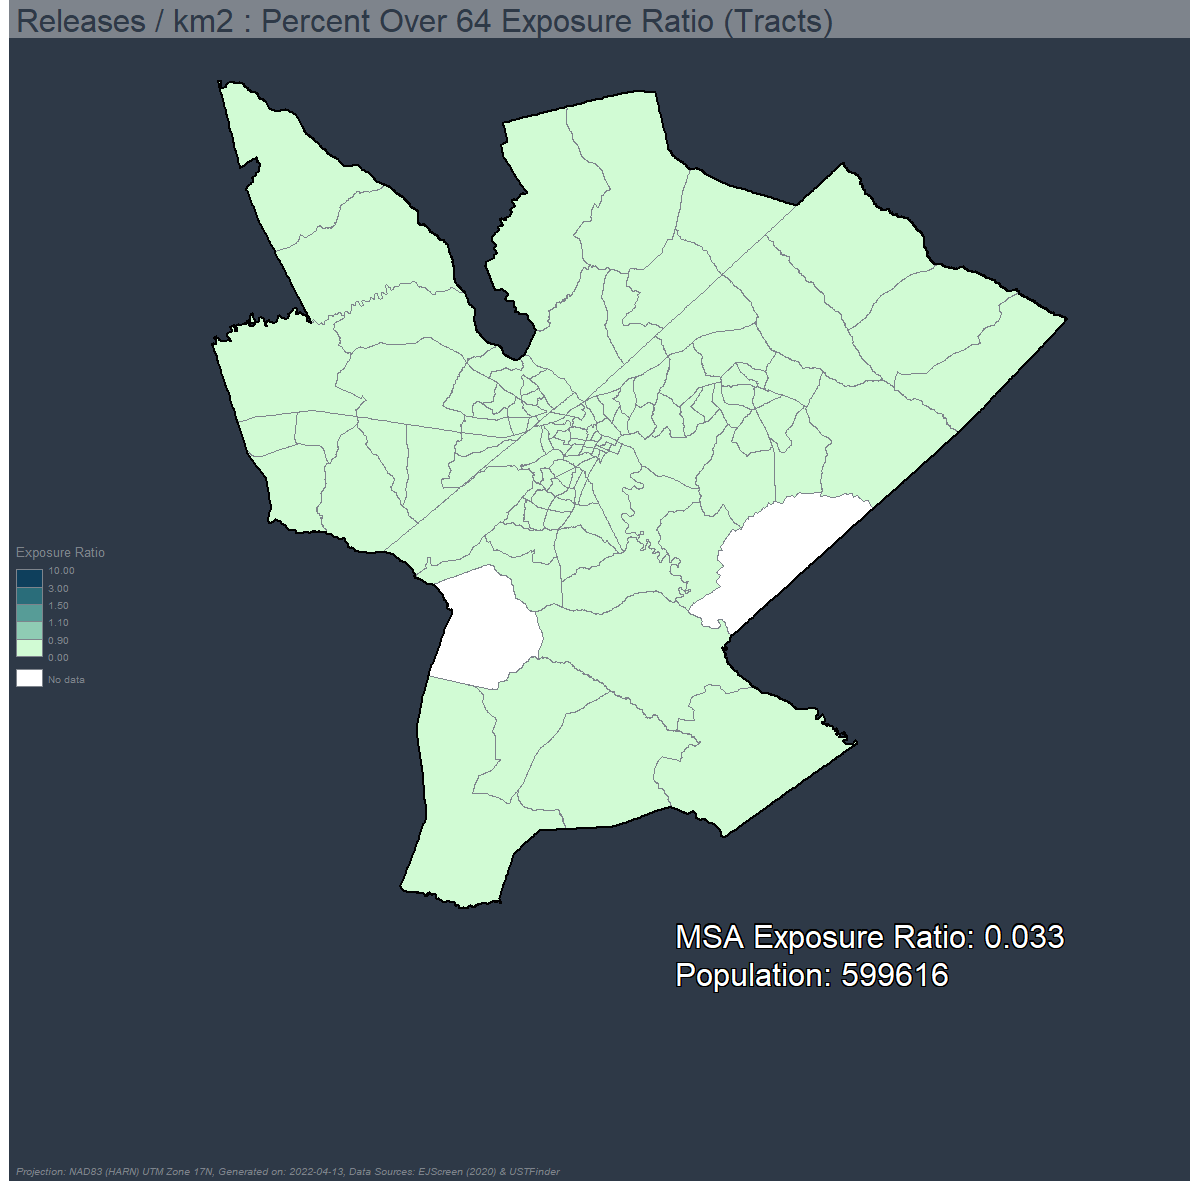 Releases / km2 : Percent Over 64 Exposure Ratio (Tracts)
Exposure Ratio
10.00
3.00
1.50
1.10
0.90
0.00
No data
MSA Exposure Ratio: 0.033
Population: 599616
Projection: NAD83 (HARN) UTM Zone 17N, Generated on: 2022-04-13, Data Sources: EJScreen (2020) & USTFinder